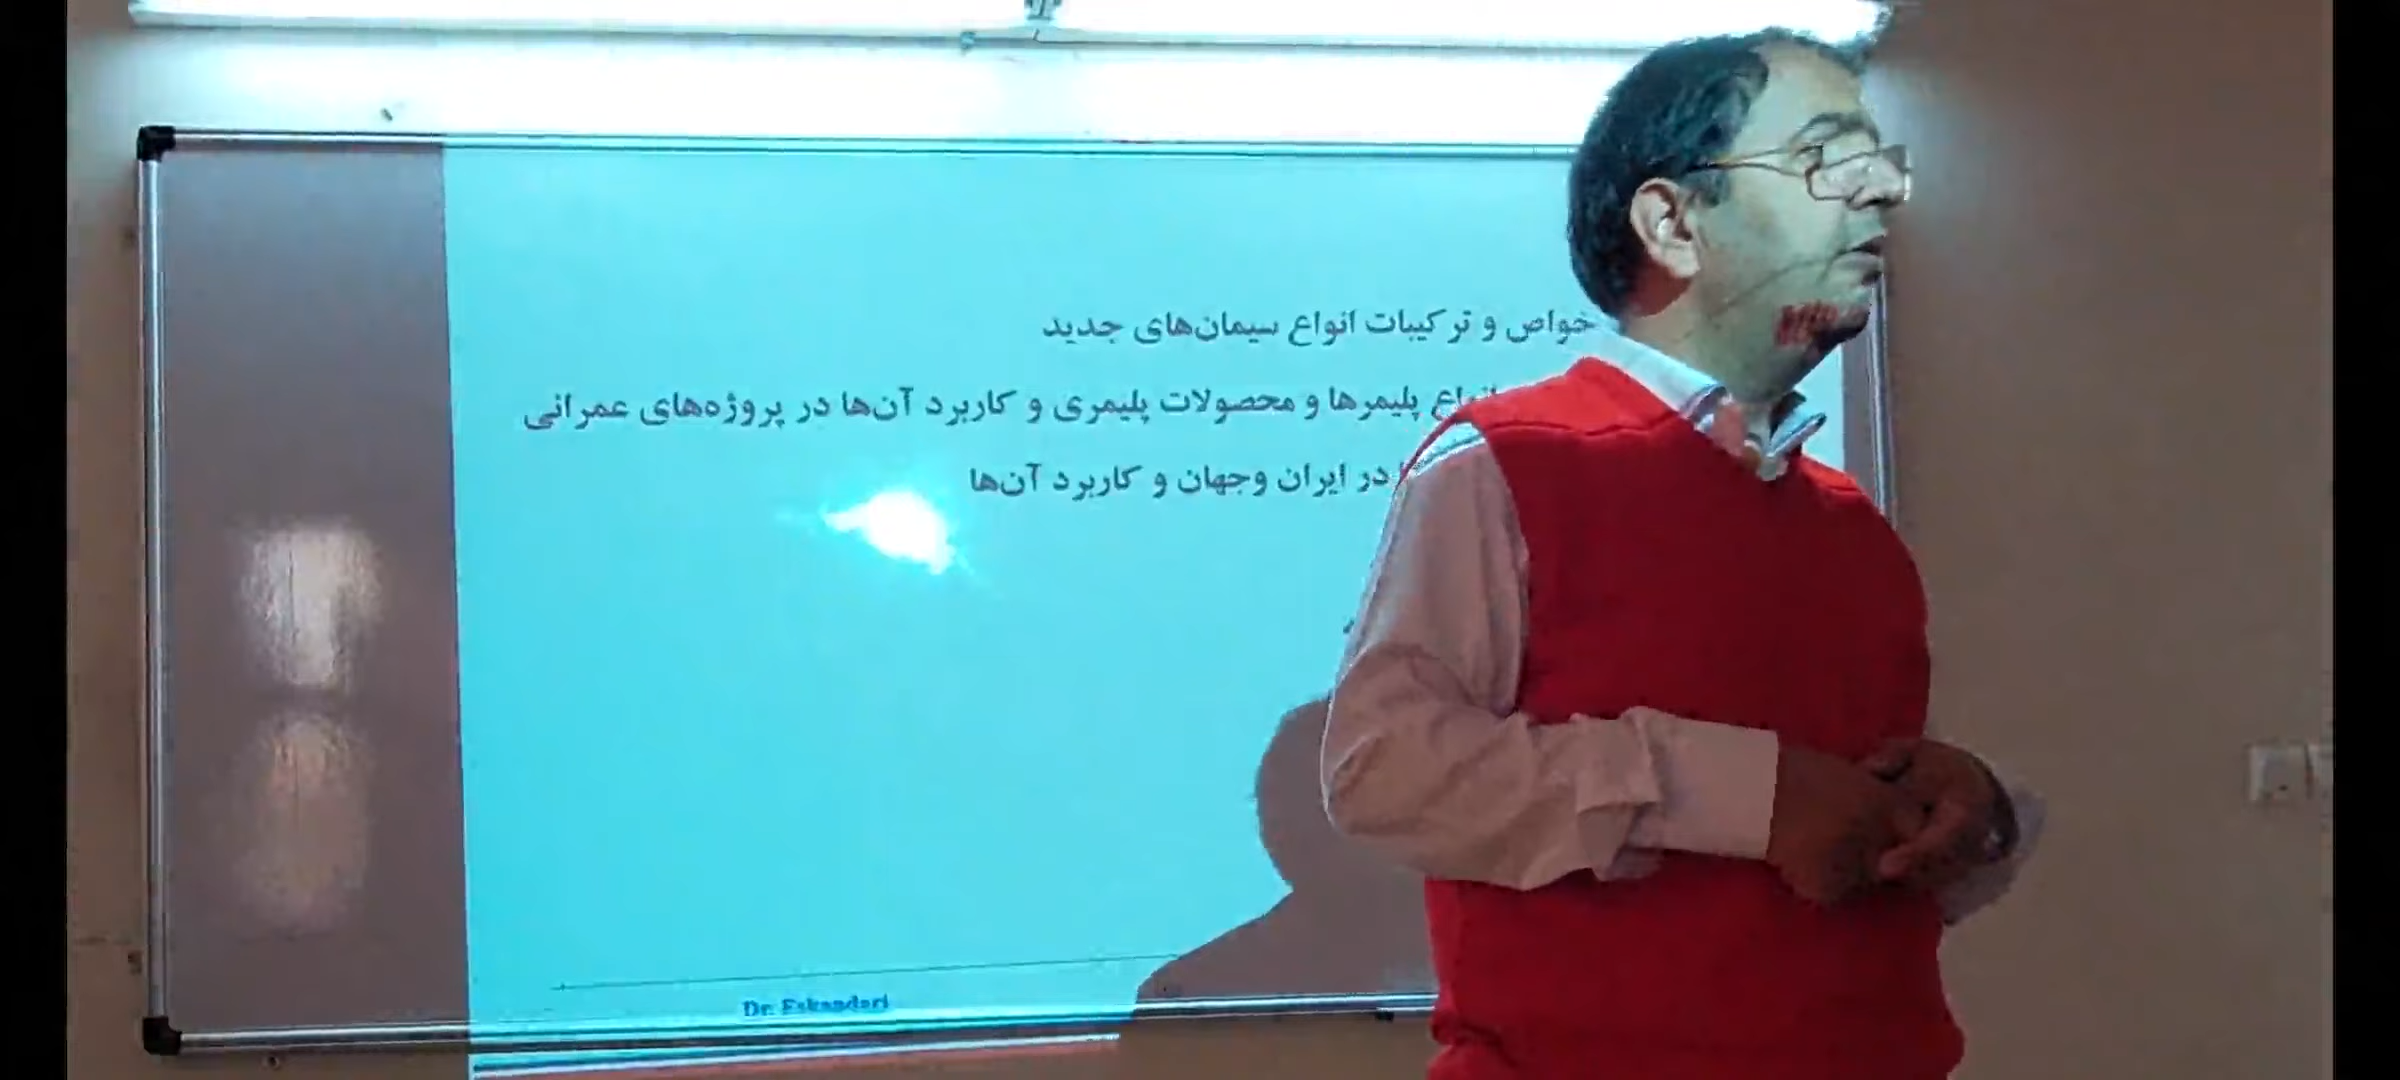 خواص و ترکیبات انواع سیمان‌های جدید
انواع پلیمرها و محصولات پلیمری و کاربرد آن‌ها در پروژه‌های عمرانی
در ایران وجهان و کاربرد آن‌ها
Dr. Eskandari